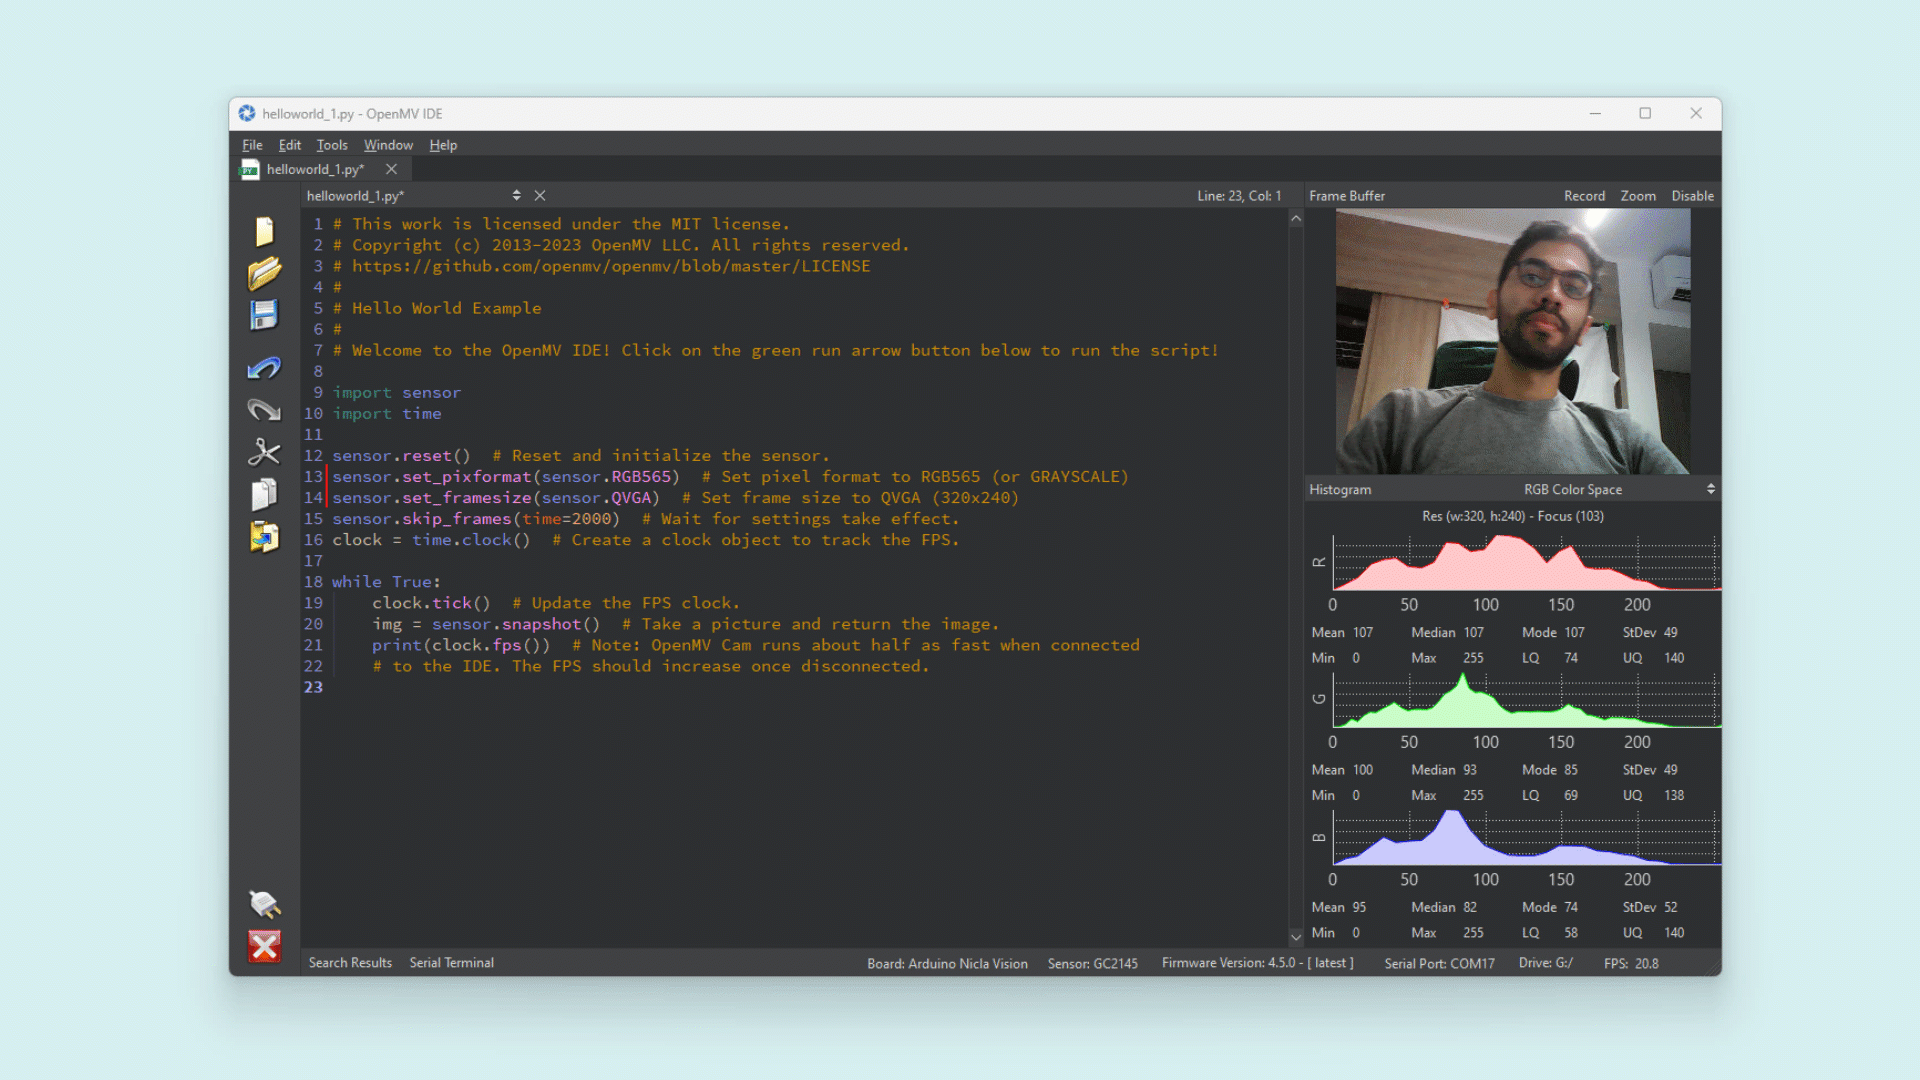 helloworld_1.py - OpenMV IDE
File Edit Tools Window Help
helloworld_1.py*
helloworld_1.py* Line: 23, Col: 1
1 # This work is licensed under the MIT license.
2 # Copyright (c) 2013-2023 OpenMV LLC. All rights reserved.
3 # https://github.com/openmv/openmv/blob/master/LICENSE
4 #
5 # Hello World Example
6 #
7 # Welcome to the OpenMV IDE! Click on the green run arrow button below to run the script!
8
9 import sensor
10 import time
11
12 sensor.reset()  # Reset and initialize the sensor.
13 sensor.set_pixformat(sensor.RGB565)  # Set pixel format to RGB565 (or GRAYSCALE)
14 sensor.set_framesize(sensor.QVGA)  # Set frame size to QVGA (320x240)
15 sensor.skip_frames(time=2000)  # Wait for settings take effect.
16 clock = time.clock()  # Create a clock object to track the FPS.
17
18 while True:
19     clock.tick()  # Update the FPS clock.
20     img = sensor.snapshot()  # Take a picture and return the image.
21     print(clock.fps())  # Note: OpenMV Cam runs about half as fast when connected
22     # to the IDE. The FPS should increase once disconnected.
23
Frame Buffer Record Zoom Disable
Histogram RGB Color Space
Res (w:320, h:240) - Focus (103)
R
0 50 100 150 200
Mean 107 Median 107 Mode 107 StDev 49
Min 0 Max 255 LQ 74 UQ 140
G
0 50 100 150 200
Mean 100 Median 93 Mode 85 StDev 49
Min 0 Max 255 LQ 69 UQ 138
B
0 50 100 150 200
Mean 95 Median 82 Mode 74 StDev 52
Min 0 Max 255 LQ 58 UQ 140
Search Results Serial Terminal Board: Arduino Nicla Vision Sensor: GC2145 Firmware Version: 4.5.0 - [ latest ] Serial Port: COM17 Drive: G:/ FPS: 20.8